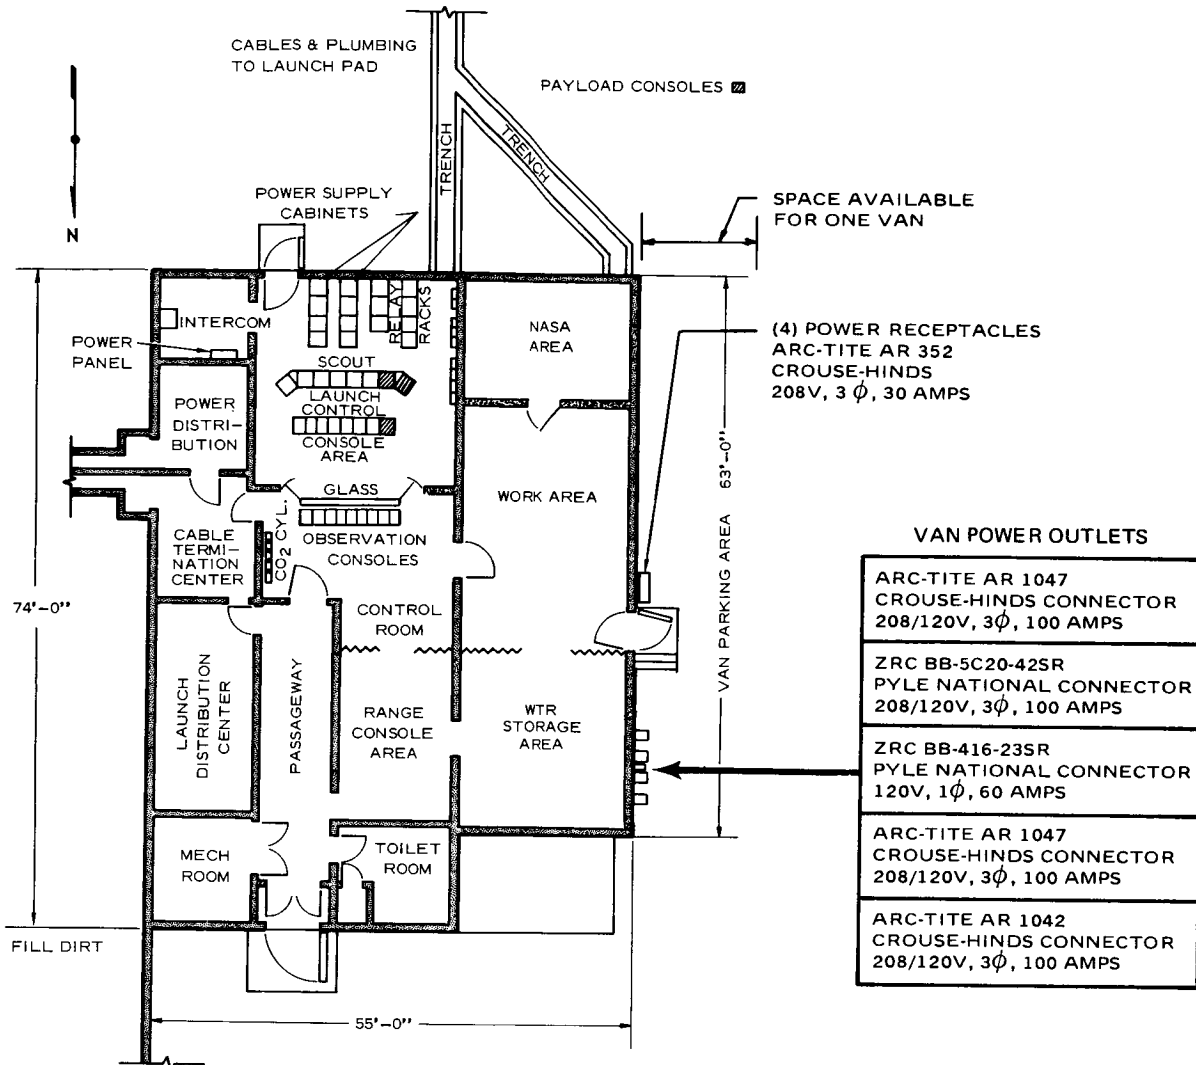 CABLES & PLUMBING
TO LAUNCH PAD
PAYLOAD CONSOLES
N
TRENCH
TRENCH
POWER SUPPLY
CABINETS
SPACE AVAILABLE
FOR ONE VAN
INTERCOM
POWER
PANEL
RELAY
RACKS
NASA
AREA
(4) POWER RECEPTACLES
ARC-TITE AR 352
CROUSE-HINDS
208V, 3 ϕ, 30 AMPS
SCOUT
LAUNCH
CONTROL
CONSOLE
AREA
POWER
DISTRI-
BUTION
GLASS
WORK AREA
VAN PARKING AREA 63'-0"
CABLE
TERMI-
NATION
CENTER
CO2 CYL.
OBSERVATION
CONSOLES
CONTROL
ROOM
74'-0"
LAUNCH
DISTRIBUTION
CENTER
PASSAGEWAY
RANGE
CONSOLE
AREA
WTR
STORAGE
AREA
MECH
ROOM
TOILET
ROOM
FILL DIRT
55'-0"
VAN POWER OUTLETS
ARC-TITE AR 1047
CROUSE-HINDS CONNECTOR
208/120V, 3ϕ, 100 AMPS
ZRC BB-5C20-42SR
PYLE NATIONAL CONNECTOR
208/120V, 3ϕ, 100 AMPS
ZRC BB-416-23SR
PYLE NATIONAL CONNECTOR
120V, 1ϕ, 60 AMPS
ARC-TITE AR 1047
CROUSE-HINDS CONNECTOR
208/120V, 3ϕ, 100 AMPS
ARC-TITE AR 1042
CROUSE-HINDS CONNECTOR
208/120V, 3ϕ, 100 AMPS